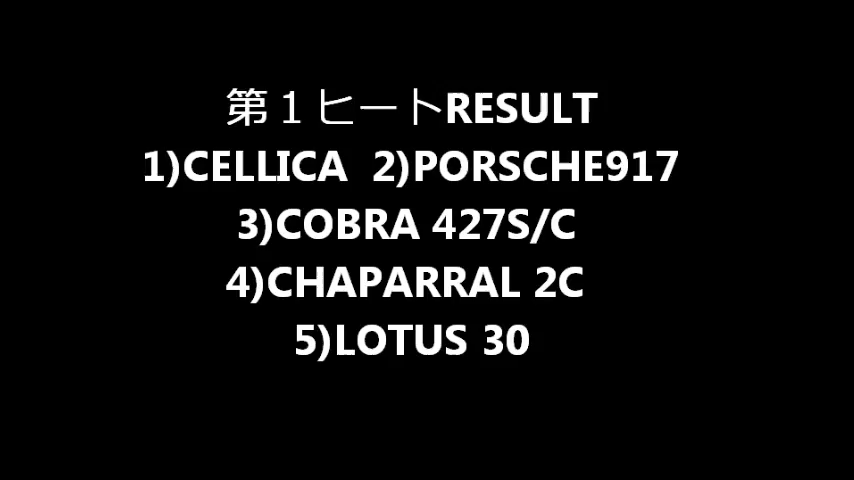 第１ヒートRESULT
1)CELLICA  2)PORSCHE917
3)COBRA 427S/C
4)CHAPARRAL 2C
5)LOTUS 30